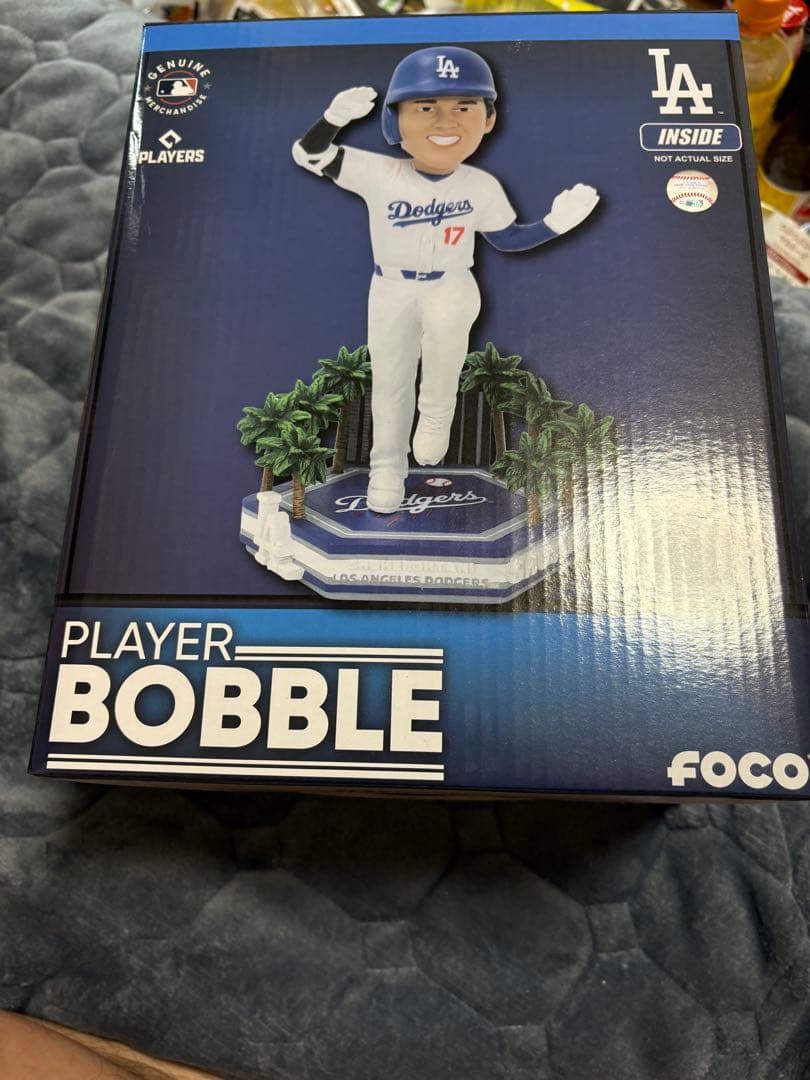 GENUINE
MERCHANDISE
PLAYERS
LA
LA
INSIDE
NOT ACTUAL SIZE
Dodgers
17
Dodgers
LOS ANGELES DODGERS
PLAYER
BOBBLE
FOCO